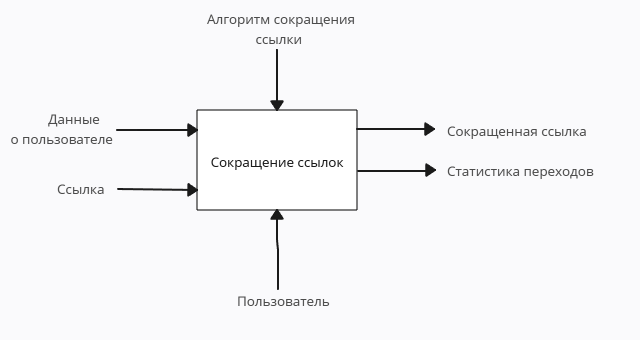 Алгоритм сокращения
ссылки
Данные
о пользователе
Ссылка
Сокращение ссылок
Сокращенная ссылка
Статистика переходов
Пользователь